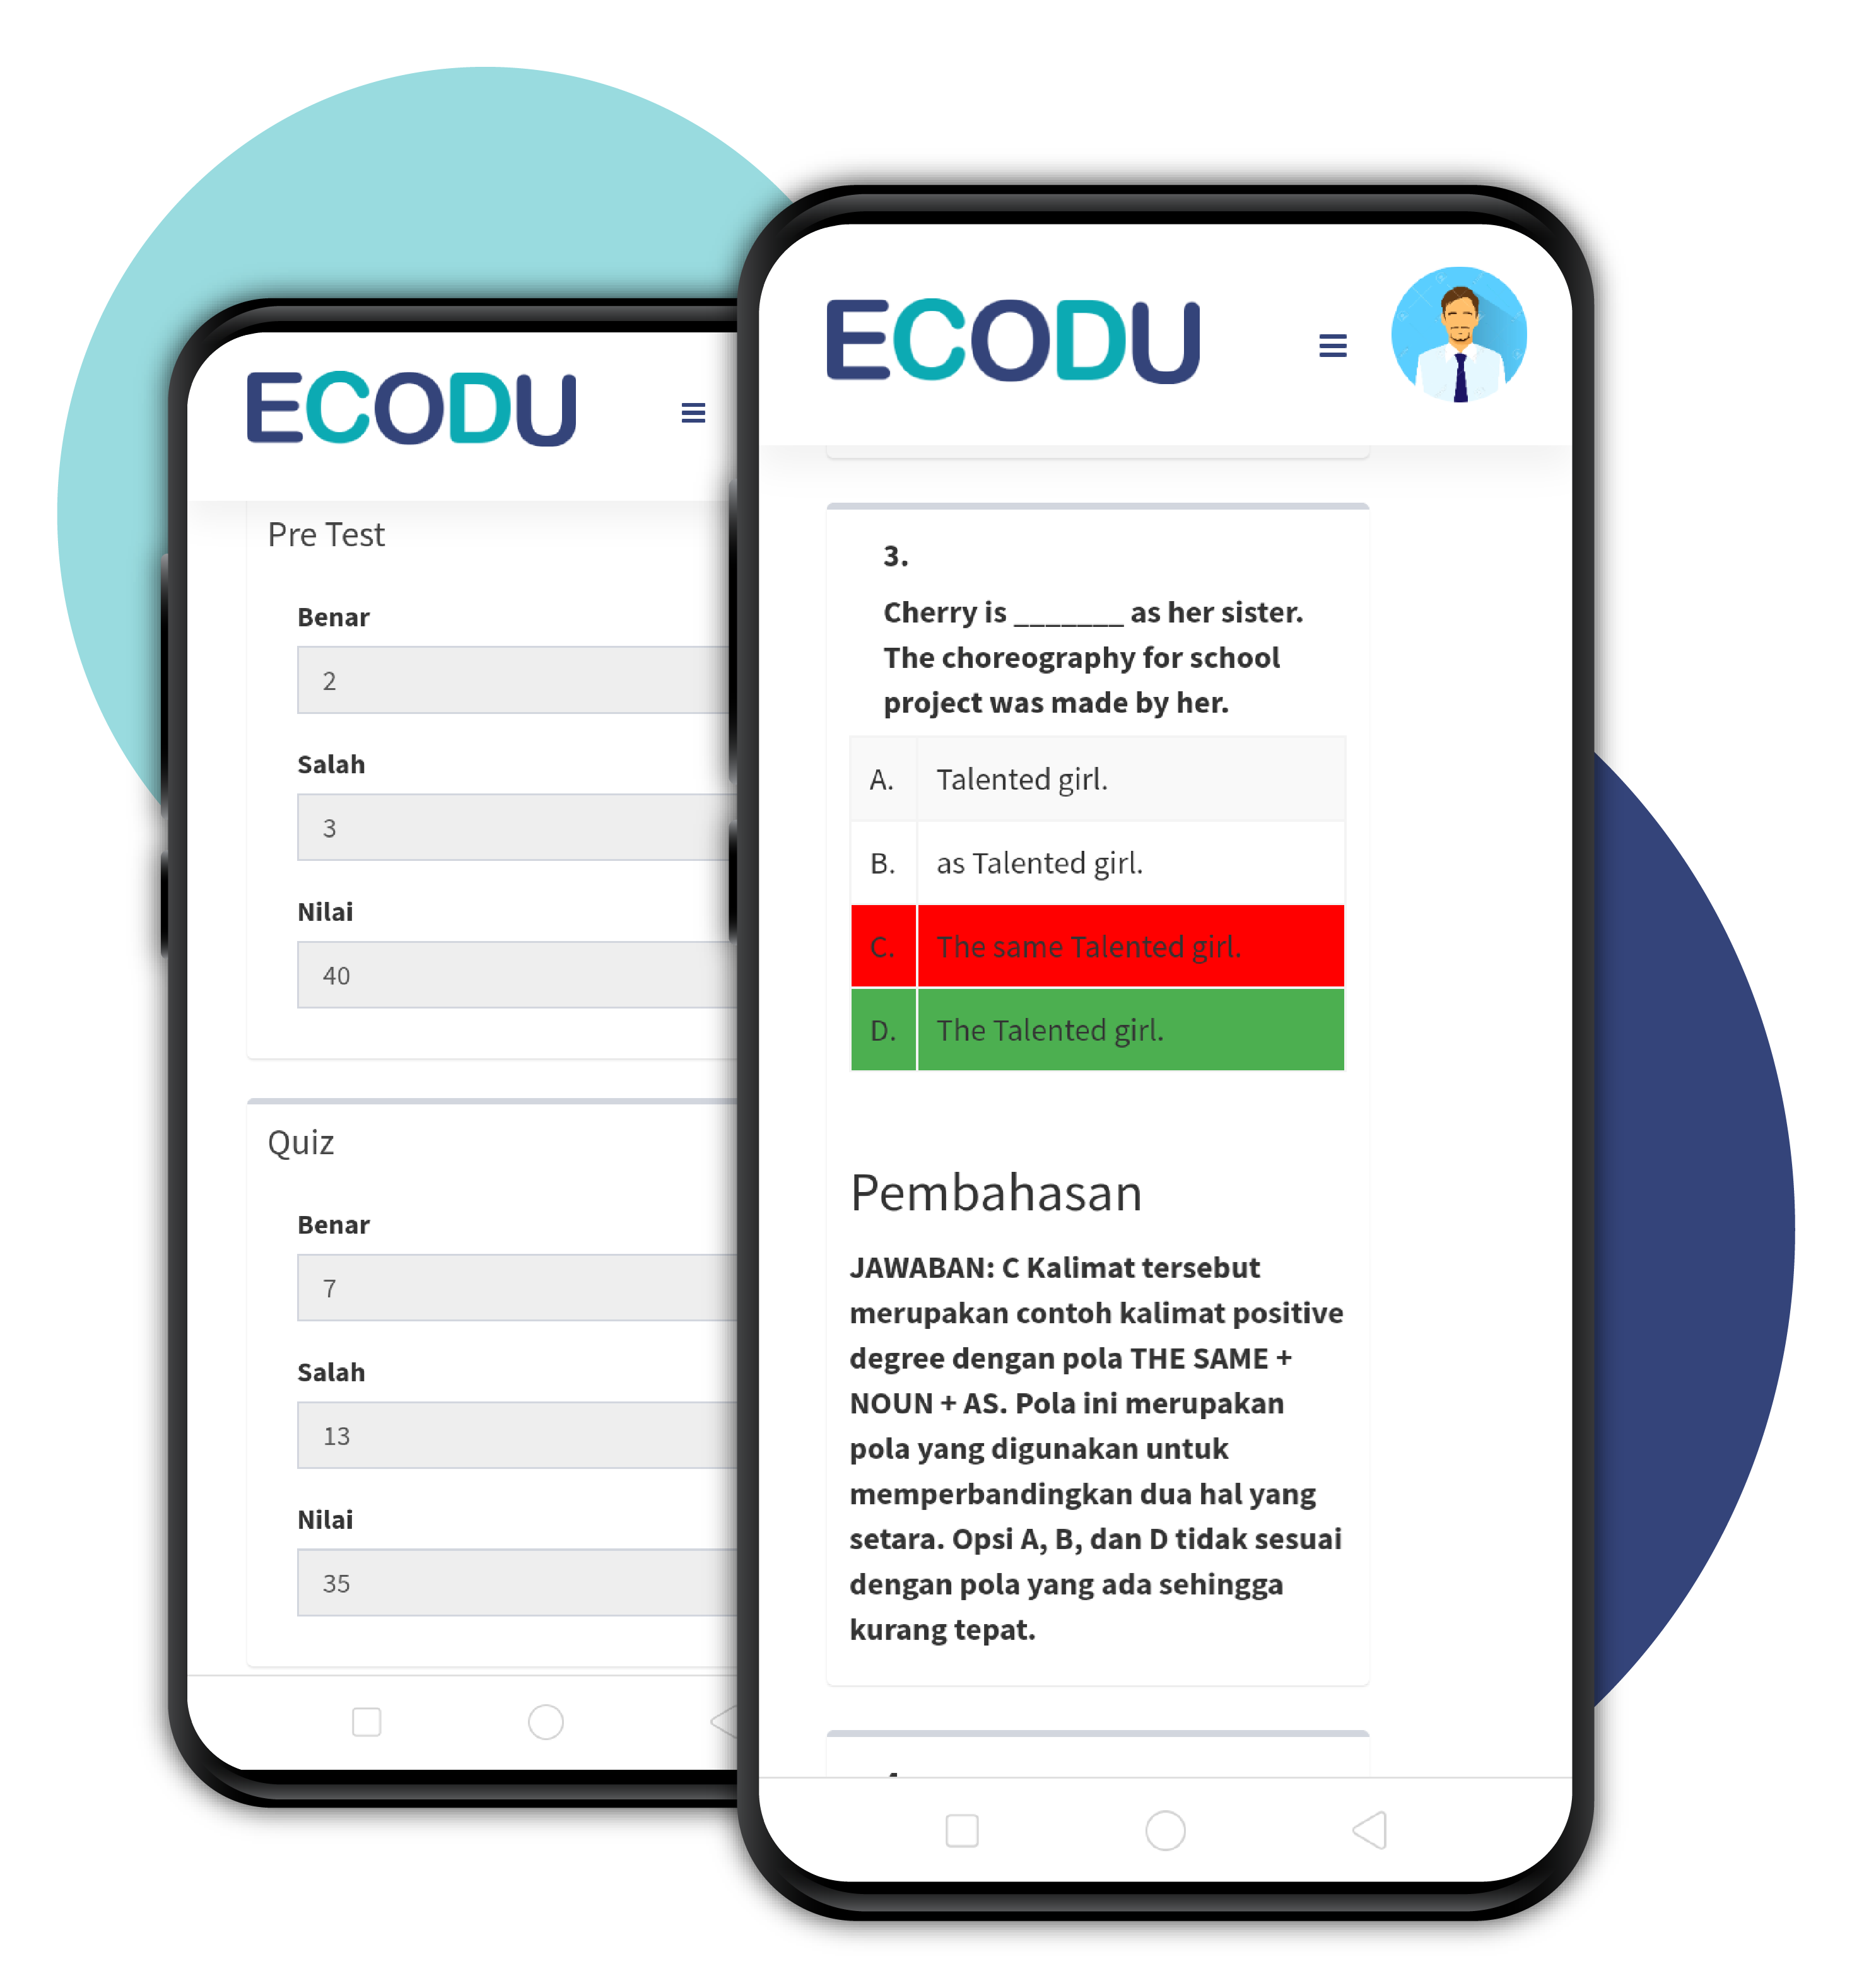 ECODU
Pre Test
Benar
2
Salah
3
Nilai
40
Quiz
Benar
7
Salah
13
Nilai
35
ECODU
3.
Cherry is _______ as her sister.
The choreography for school
project was made by her.
A. Talented girl.
B. as Talented girl.
C. The same Talented girl.
D. The Talented girl.
Pembahasan
JAWABAN: C Kalimat tersebut
merupakan contoh kalimat positive
degree dengan pola THE SAME +
NOUN + AS. Pola ini merupakan
pola yang digunakan untuk
memperbandingkan dua hal yang
setara. Opsi A, B, dan D tidak sesuai
dengan pola yang ada sehingga
kurang tepat.